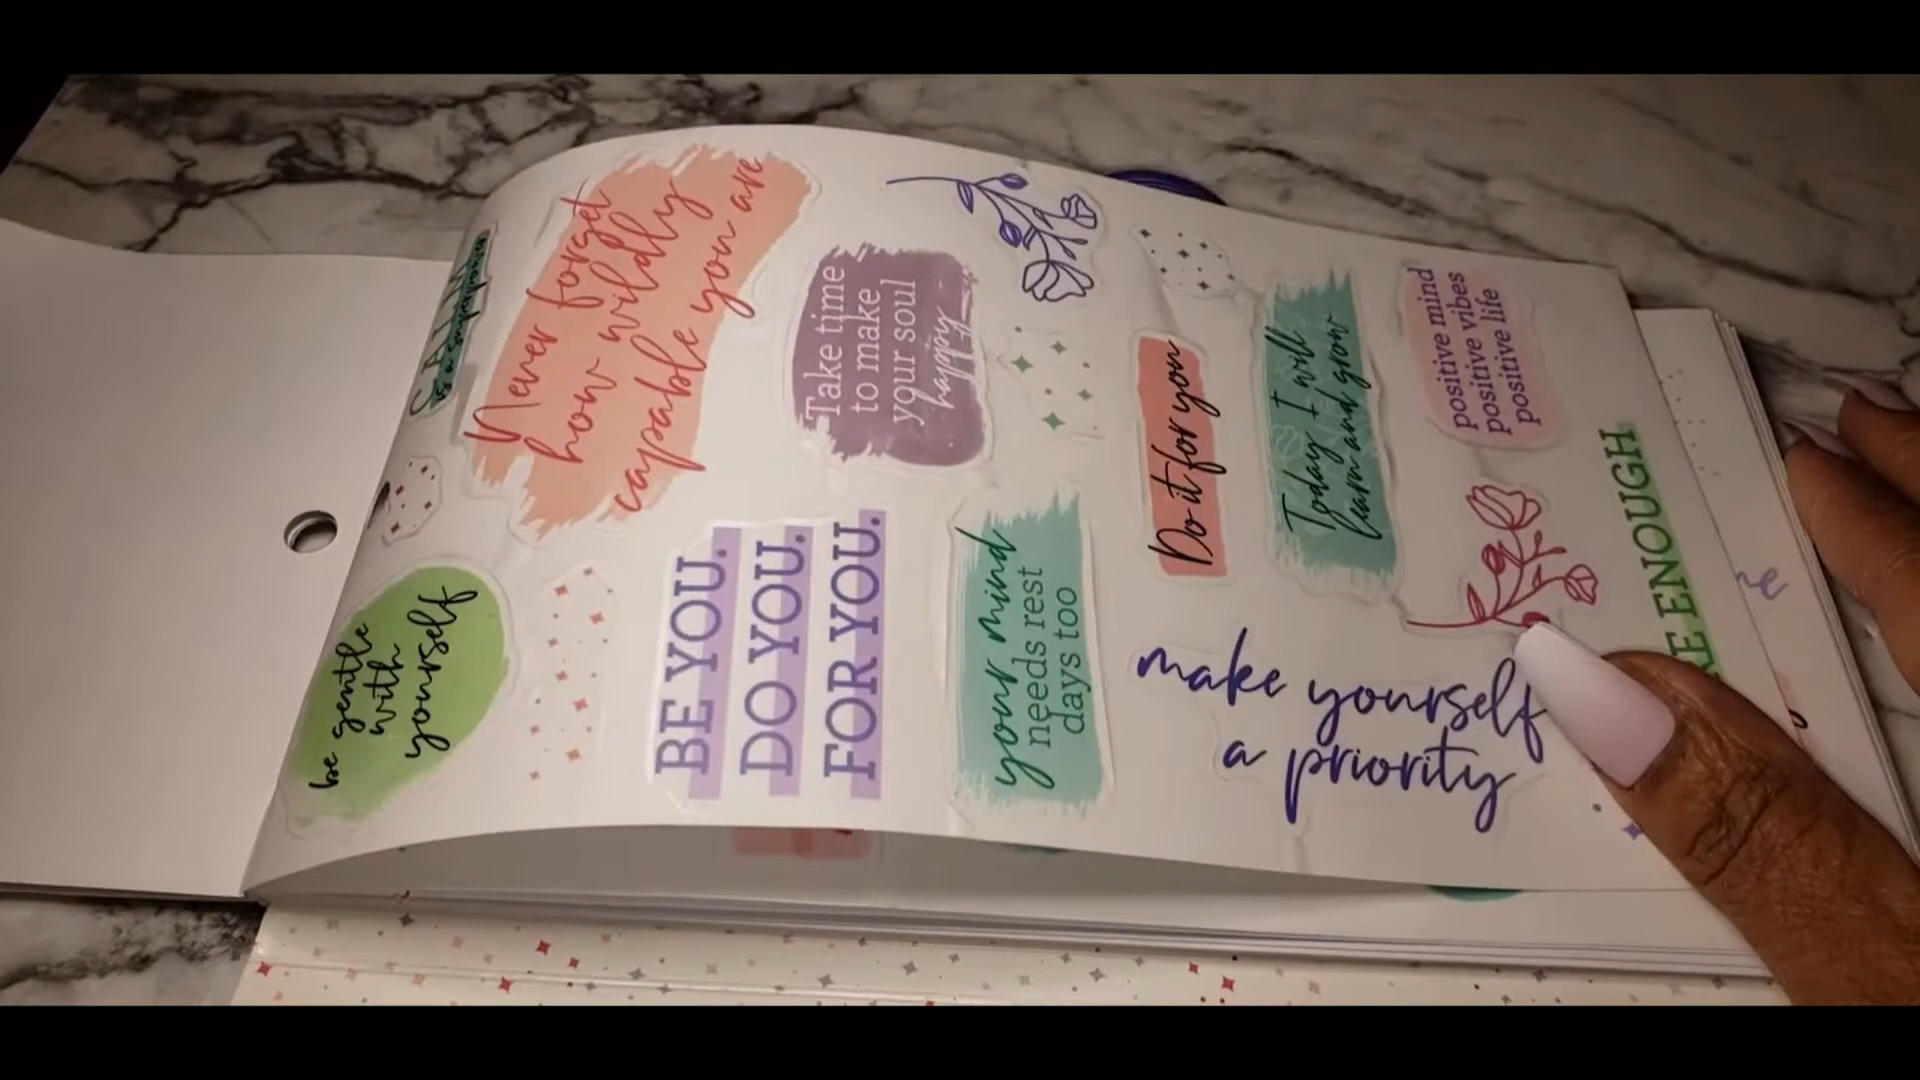 Never forget
how wildly
capable you are
be gentle
with
yourself
Take time
to make
your soul
happy
BE YOU.
DO YOU.
FOR YOU.
your mind
needs rest
days too
Do it for you
Today I will
learn and grow
make yourself
a priority
positive mind
positive vibes
positive life
ENOUGH